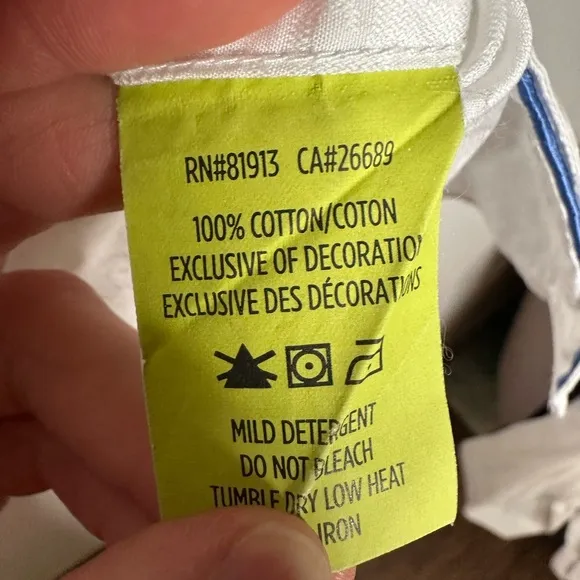 RN#81913 CA#26689
100% COTTON/COTON
EXCLUSIVE OF DECORATION
EXCLUSIVE DES DÉCORATIONS
MILD DETERGENT
DO NOT BLEACH
TUMBLE DRY LOW HEAT
IRON